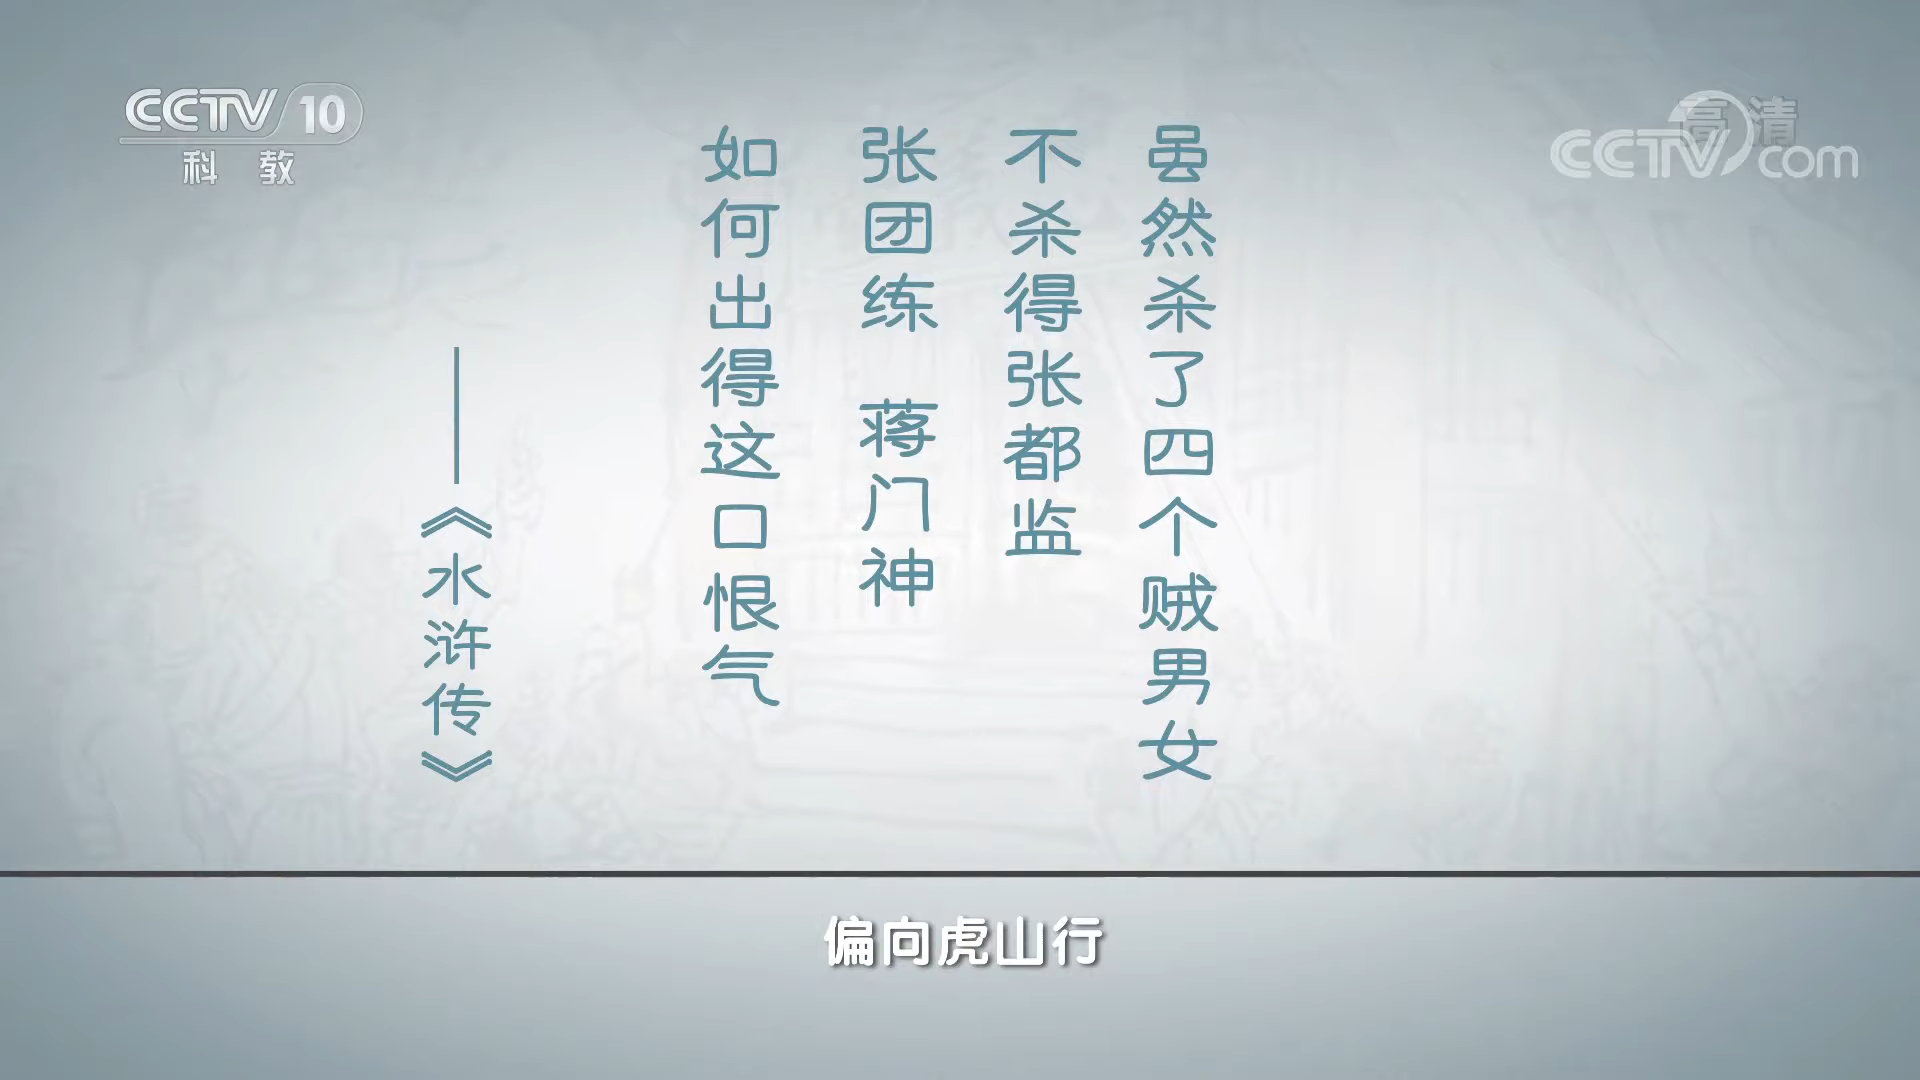 CCTV 10
科教
高清
CCTV.com
虽然杀了四个贼男女
不杀得张都监
张团练 蒋门神
如何出得这口恨气
——《水浒传》
偏向虎山行